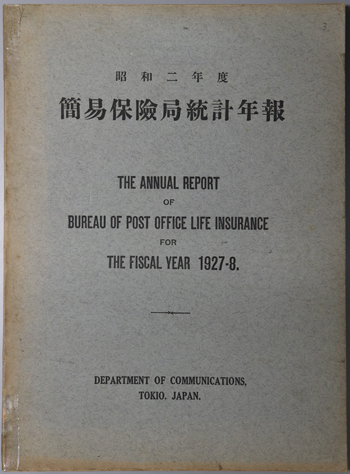 昭和二年度
簡易保險局統計年報
THE ANNUAL REPORT
OF
BUREAU OF POST OFFICE LIFE INSURANCE
FOR
THE FISCAL YEAR 1927-8.
DEPARTMENT OF COMMUNICATIONS,
TOKIO, JAPAN.